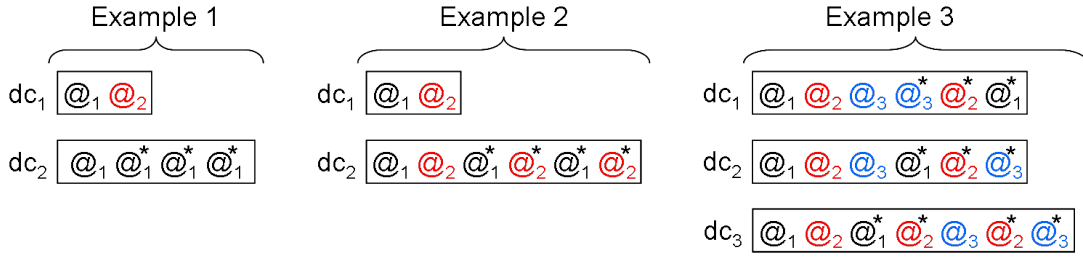 Example 1 Example 2 Example 3
dc₁ @₁ @₂ dc₁ @₁ @₂ dc₁ @₁ @₂ @₃ @₃* @₂* @₁*
dc₂ @₁ @₁* @₁* @₁* dc₂ @₁ @₂ @₁* @₂* @₁* @₂* dc₂ @₁ @₂ @₃ @₁* @₂* @₃*
dc₃ @₁ @₂ @₁* @₂* @₃ @₂* @₃*